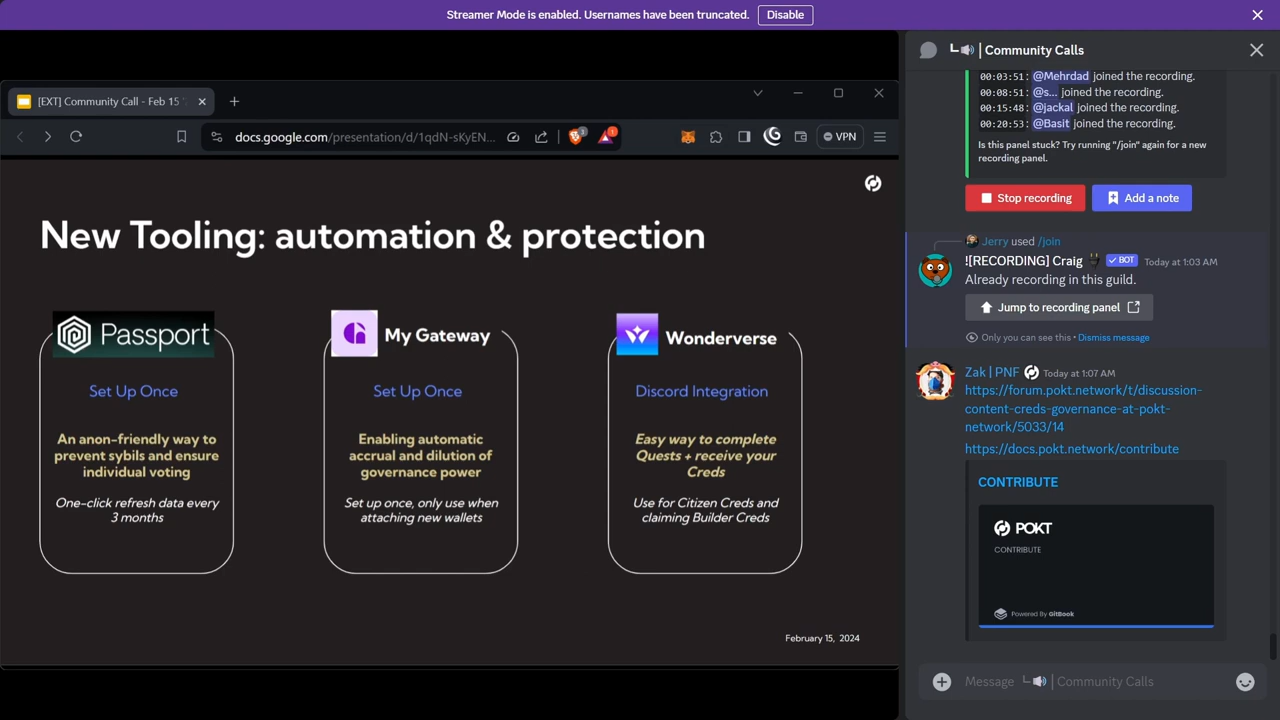 Streamer Mode is enabled. Usernames have been truncated.
Disable
[EXT] Community Call - Feb 15 '
docs.google.com/presentation/d/1qdN-sKyEN...
3
1
VPN
New Tooling: automation & protection
Passport
Set Up Once
An anon-friendly way to
prevent sybils and ensure
individual voting
One-click refresh data every
3 months
My Gateway
Set Up Once
Enabling automatic
accrual and dilution of
governance power
Set up once, only use when
attaching new wallets
Wonderverse
Discord Integration
Easy way to complete
Quests + receive your
Creds
Use for Citizen Creds and
claiming Builder Creds
February 15, 2024
Community Calls
00:03:51: @Mehrdad joined the recording.
00:08:51: @s... joined the recording.
00:15:48: @jackal joined the recording.
00:20:53: @Basit joined the recording.
Is this panel stuck? Try running "/join" again for a new
recording panel.
Stop recording
Add a note
Jerry used /join
![RECORDING] Craig BOT Today at 1:03 AM
Already recording in this guild.
Jump to recording panel
Only you can see this • Dismiss message
Zak | PNF Today at 1:07 AM
https://forum.pokt.network/t/discussion-
content-creds-governance-at-pokt-
network/5033/14
https://docs.pokt.network/contribute
CONTRIBUTE
POKT
CONTRIBUTE
Powered By GitBook
Message Community Calls